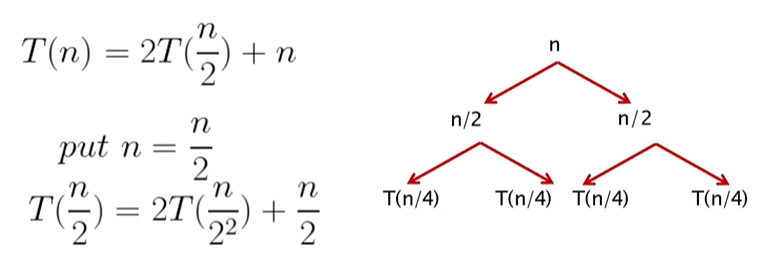 T(n) = 2T(n/2) + n
put n = n/2
T(n/2) = 2T(n/2²) + n/2
n
n/2 n/2
T(n/4) T(n/4) T(n/4) T(n/4)